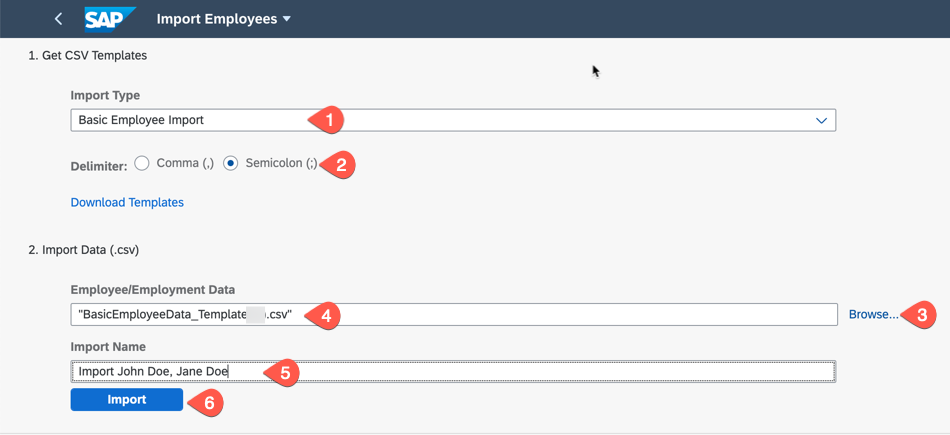 SAP Import Employees
1. Get CSV Templates
Import Type
Basic Employee Import 1
Delimiter: Comma (,) Semicolon (;) 2
Download Templates
2. Import Data (.csv)
Employee/Employment Data
"BasicEmployeeData_Template .csv" 4 Browse... 3
Import Name
Import John Doe, Jane Doe 5
Import 6